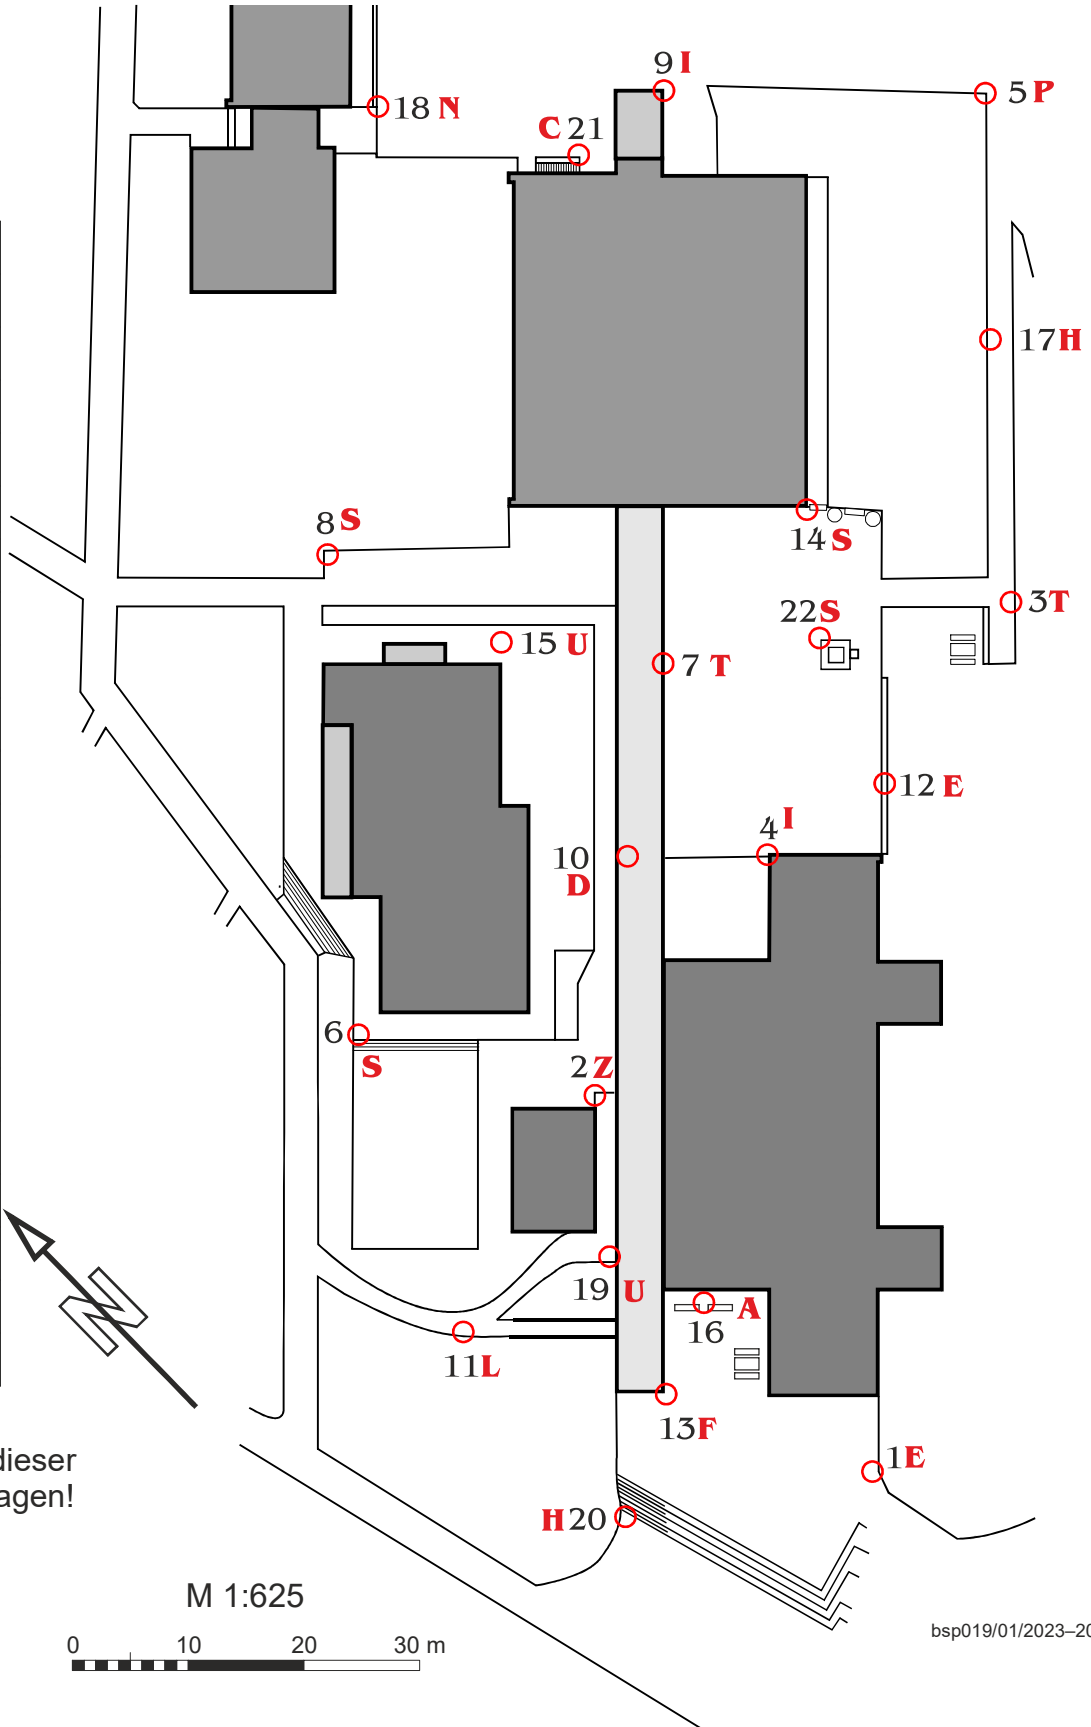 9 I
5 P
18 N
C 21
17 H
8 S
14 S
3 T
22 S
15 U
7 T
12 E
4 I
10
D
6
S
2 Z
19 U
A
16
11 L
13 F
1 E
H 20
dieser
agen!
N
M 1:625
0 10 20 30 m
bsp019/01/2023–20